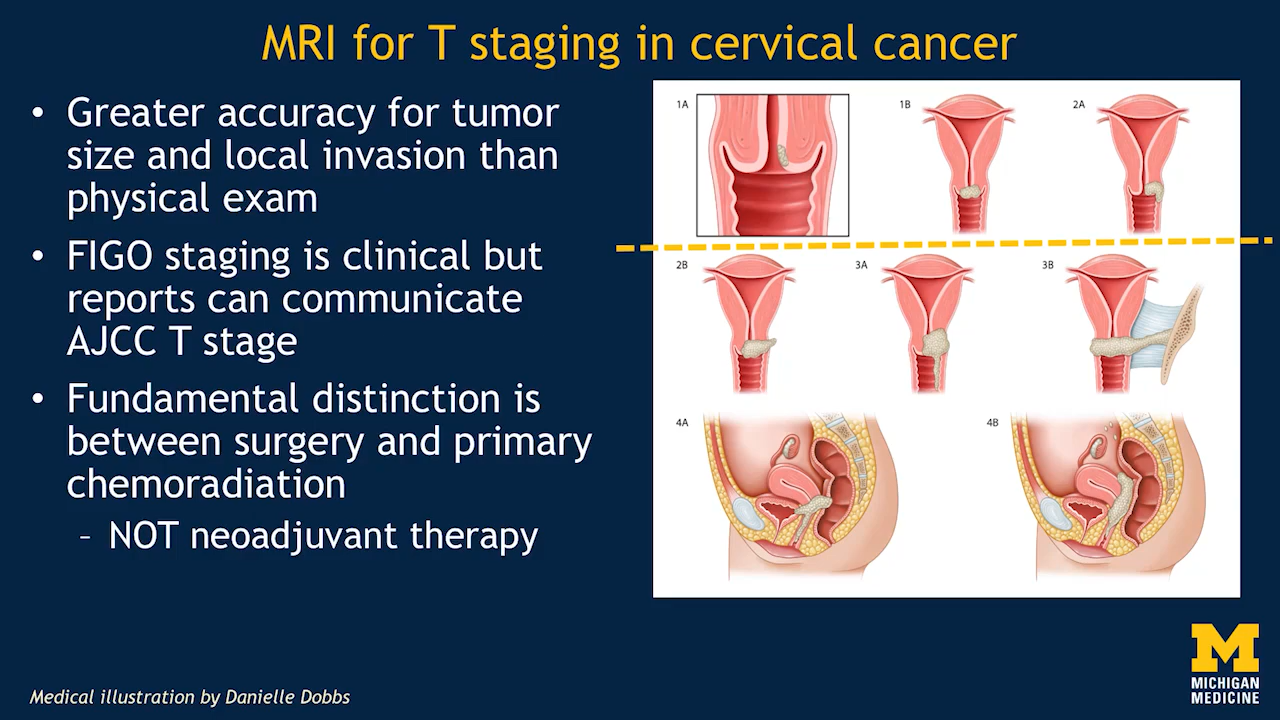 MRI for T staging in cervical cancer
• Greater accuracy for tumor
size and local invasion than
physical exam
• FIGO staging is clinical but
reports can communicate
AJCC T stage
• Fundamental distinction is
between surgery and primary
chemoradiation
– NOT neoadjuvant therapy
1A
1B
2A
2B
3A
3B
4A
4B
Medical illustration by Danielle Dobbs
M
MICHIGAN
MEDICINE